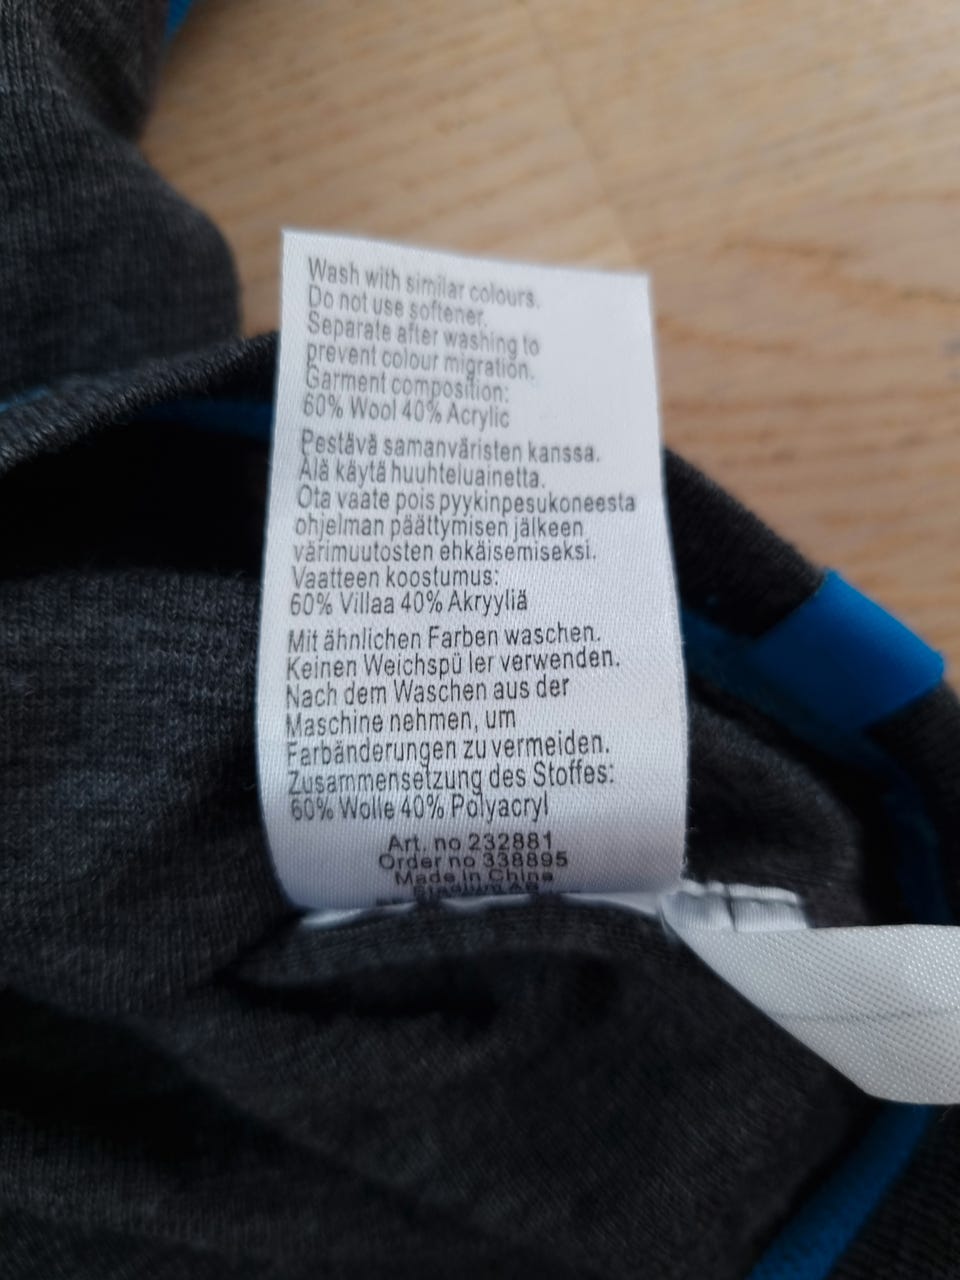 Wash with similar colours.
Do not use softener.
Separate after washing to
prevent colour migration.
Garment composition:
60% Wool 40% Acrylic
Pestävä samanväristen kanssa.
Älä käytä huuhteluainetta.
Ota vaate pois pyykinpesukoneesta
ohjelman päättymisen jälkeen
värimuutosten ehkäisemiseksi.
Vaatteen koostumus:
60% Villaa 40% Akryyliä
Mit ähnlichen Farben waschen.
Keinen Weichspü ler verwenden.
Nach dem Waschen aus der
Maschine nehmen, um
Farbänderungen zu vermeiden.
Zusammensetzung des Stoffes:
60% Wolle 40% Polyacryl
Art. no 232881
Order no 338895
Made in China
Stadium AB